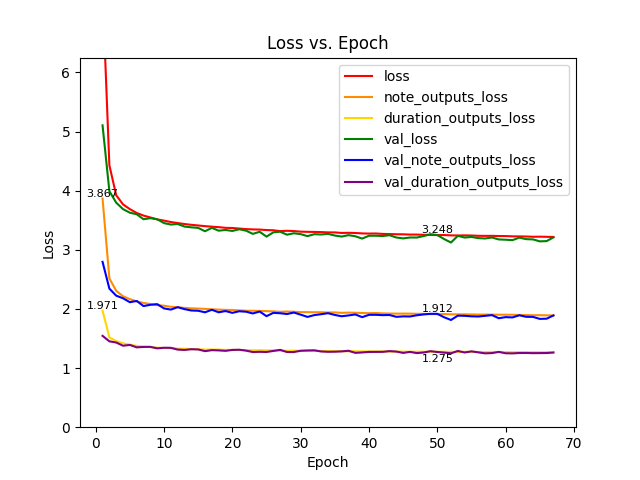 Loss vs. Epoch
loss
note_outputs_loss
duration_outputs_loss
val_loss
val_note_outputs_loss
val_duration_outputs_loss
6
5
4
3
2
1
0
Loss
3.867
1.971
3.248
1.912
1.275
0 10 20 30 40 50 60 70
Epoch